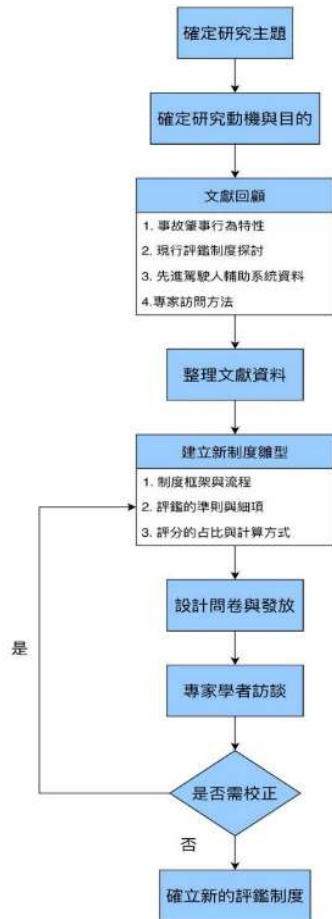 確定研究主題
確定研究動機與目的
文獻回顧
1. 事故肇事行為特性
2. 現行評鑑制度探討
3. 先進駕駛人輔助系統資料
4.專家訪問方法
整理文獻資料
建立新制度雛型
1. 制度框架與流程
2. 評鑑的準則與細項
3. 評分的占比與計算方式
設計問卷與發放
專家學者訪談
是否需校正
是
否
確立新的評鑑制度